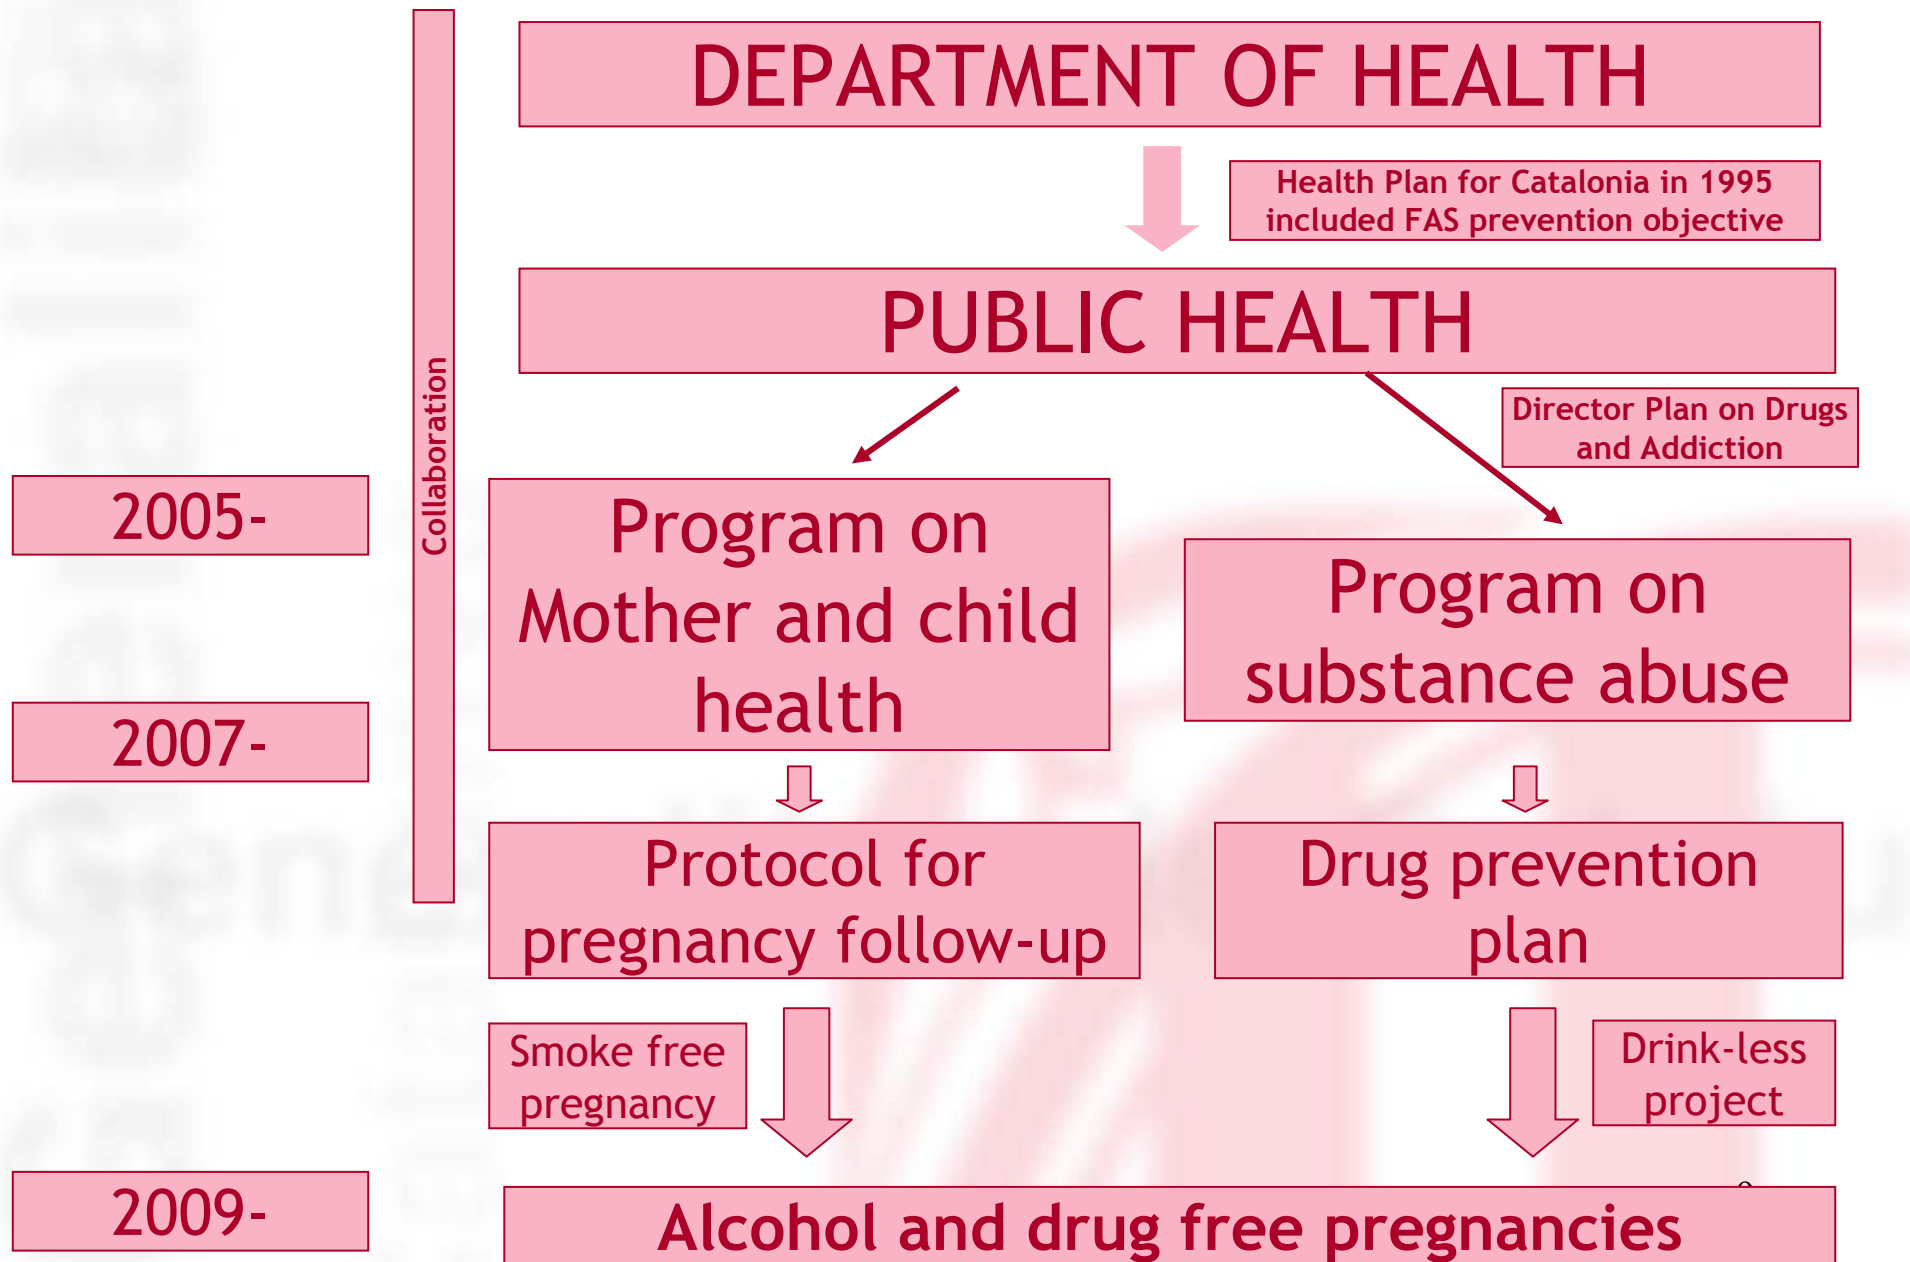 DEPARTMENT OF HEALTH
Health Plan for Catalonia in 1995
included FAS prevention objective
PUBLIC HEALTH
Director Plan on Drugs
and Addiction
Collaboration
2005-
Program on
Mother and child
health
Program on
substance abuse
2007-
Protocol for
pregnancy follow-up
Drug prevention
plan
Smoke free
pregnancy
Drink-less
project
2009-
Alcohol and drug free pregnancies